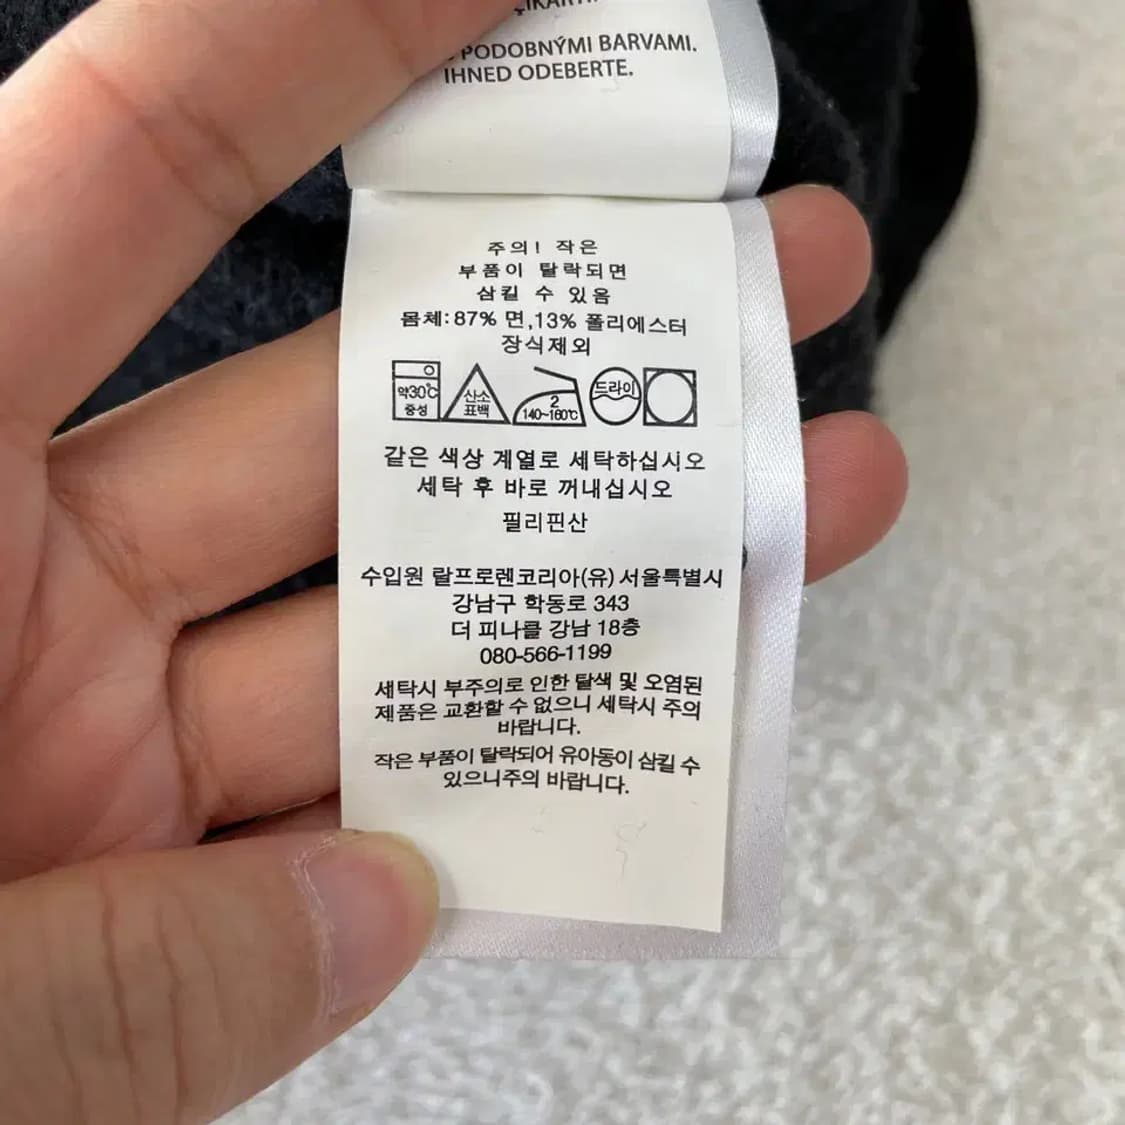 PODOBNÝMI BARVAMI.
IHNED ODEBERTE.
주의! 작은
부품이 탈락되면
삼킬 수 있음
몸체:87% 면,13% 폴리에스터
장식제외
약30℃
중성
산소
표백
2
140~160℃
드라이
같은 색상 계열로 세탁하십시오
세탁 후 바로 꺼내십시오
필리핀산
수입원 랄프로렌코리아(유) 서울특별시
강남구 학동로 343
더 피나클 강남 18층
080-566-1199
세탁시 부주의로 인한 탈색 및 오염된
제품은 교환할 수 없으니 세탁시 주의
바랍니다.
작은 부품이 탈락되어 유아동이 삼킬 수
있으니주의 바랍니다.